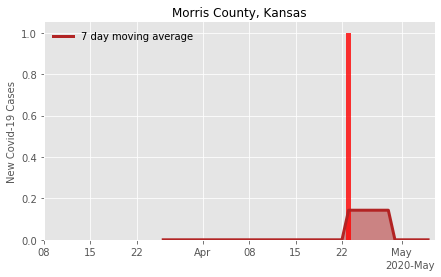 Morris County, Kansas
7 day moving average
New Covid-19 Cases
1.0
0.8
0.6
0.4
0.2
0.0
08 15 22 Apr 08 15 22 May
2020-May